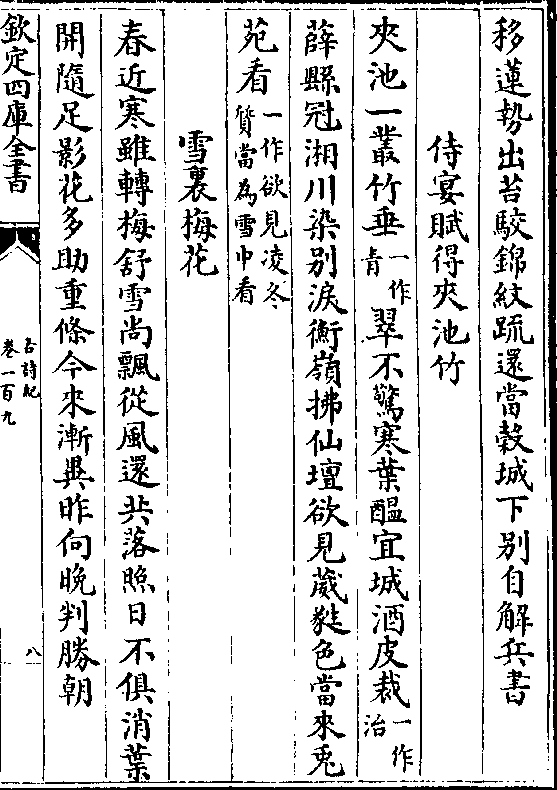 移蓮勢出苔駮錦紋疏還當榖城下別自解兵書
侍宴賦得夾池竹
夾池一叢竹垂一作青翠不驚寒葉醖宜城酒皮裁一作治
薛縣冠湘川染別淚衡嶺拂仙壇欲見葳蕤色當來兎
苑看一作欲見凌冬質當為雪中看
雪裏梅花
春近寒雖轉梅舒雪尚飄從風還共落照日不俱消葉
開隨足影花多助重條今來漸異昨向晚判勝朝
欽定四庫全書
古詩紀
卷一百九
八